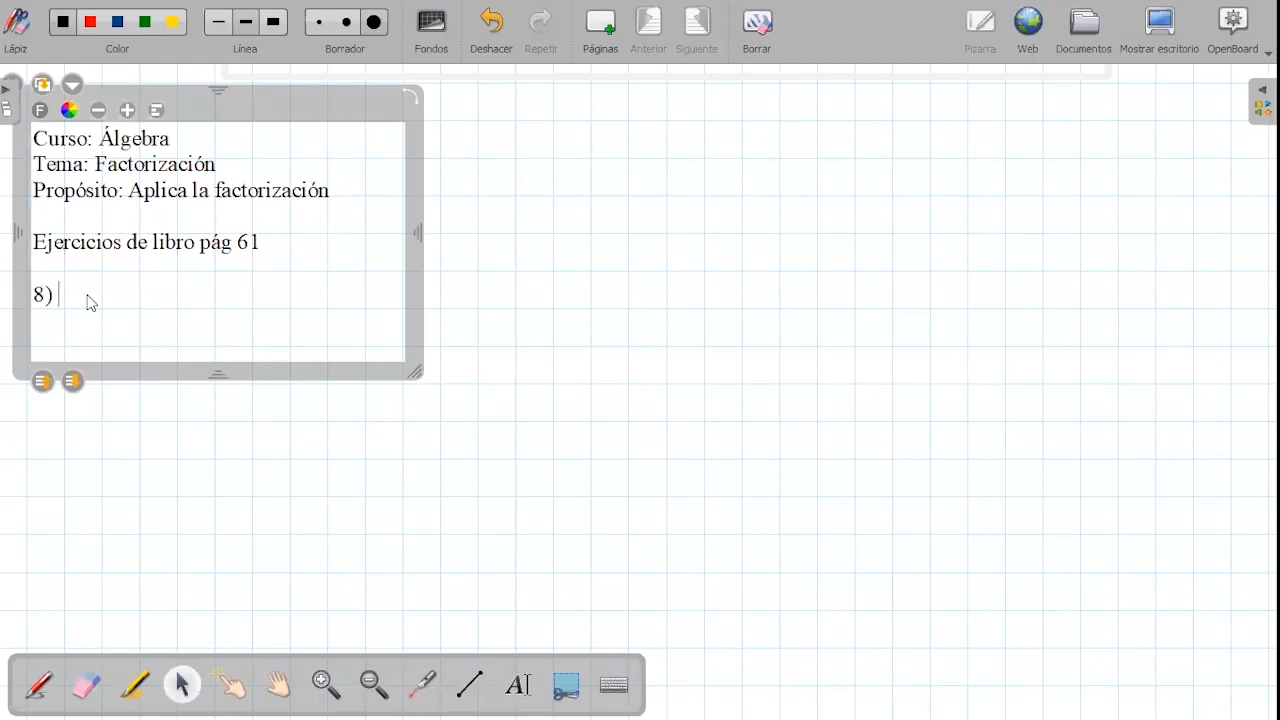 Lápiz
Color
Línea
Borrador
Fondos
Deshacer
Repetir
Páginas
Anterior
Siguiente
Borrar
Pizarra
Web
Documentos
Mostrar escritorio
OpenBoard
F
Curso: Álgebra
Tema: Factorización
Propósito: Aplica la factorización
Ejercicios de libro pág 61
8)
AI